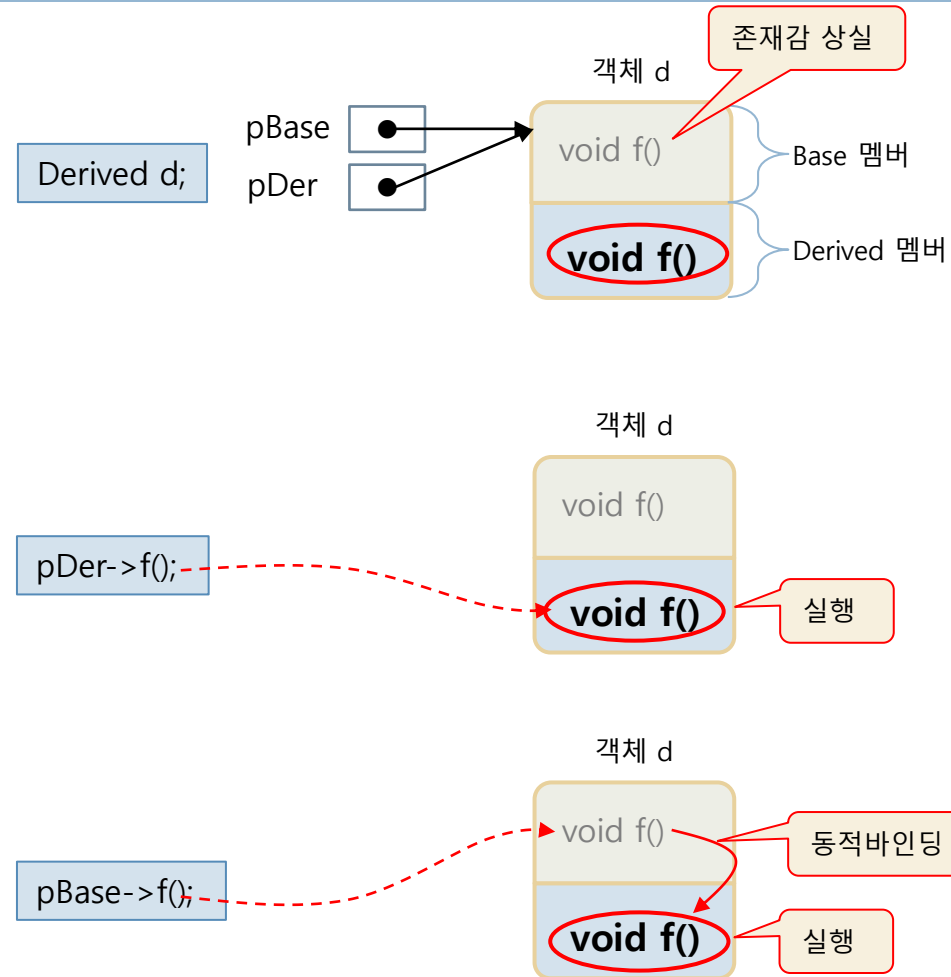 존재감 상실
객체 d
pBase
void f()
Base 멤버
Derived d;
pDer
void f()
Derived 멤버
객체 d
void f()
pDer->f();
void f()
실행
객체 d
void f()
동적바인딩
pBase->f();
void f()
실행